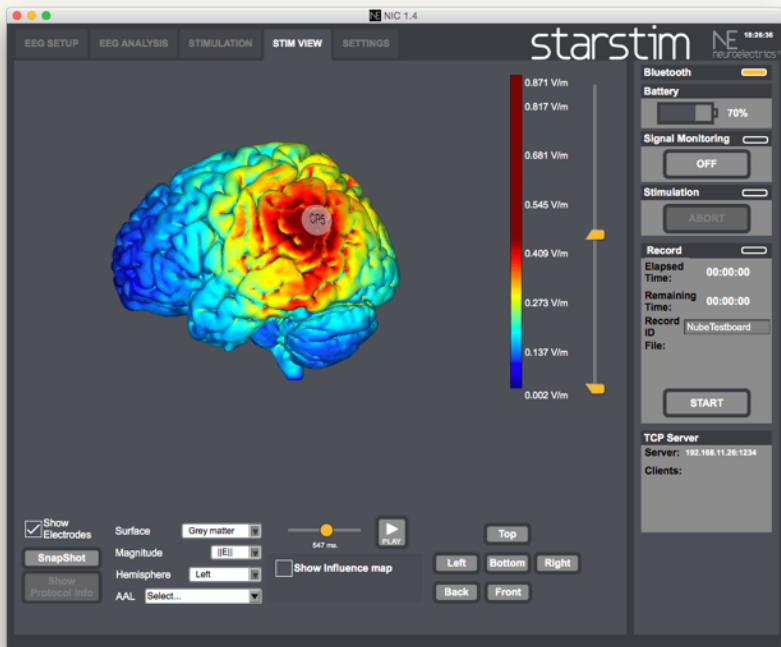 NE NIC 1.4
EEG SETUP EEG ANALYSIS STIMULATION STIM VIEW SETTINGS
starstim NE 18:26:36
neuroelectrics®
Bluetooth
Battery
70%
Signal Monitoring
OFF
Stimulation
ABORT
Record
Elapsed Time: 00:00:00
Remaining Time: 00:00:00
Record ID NubeTestboard
File:
START
TCP Server
Server: 192.168.11.26:1234
Clients:
0.871 V/m
0.817 V/m
0.681 V/m
0.545 V/m
0.409 V/m
0.273 V/m
0.137 V/m
0.002 V/m
CP5
Show Electrodes
SnapShot
Show Protocol Info
Surface Grey matter
Magnitude ||E||
Hemisphere Left
AAL Select...
547 ms.
PLAY
Show Influence map
Top
Left Bottom Right
Back Front